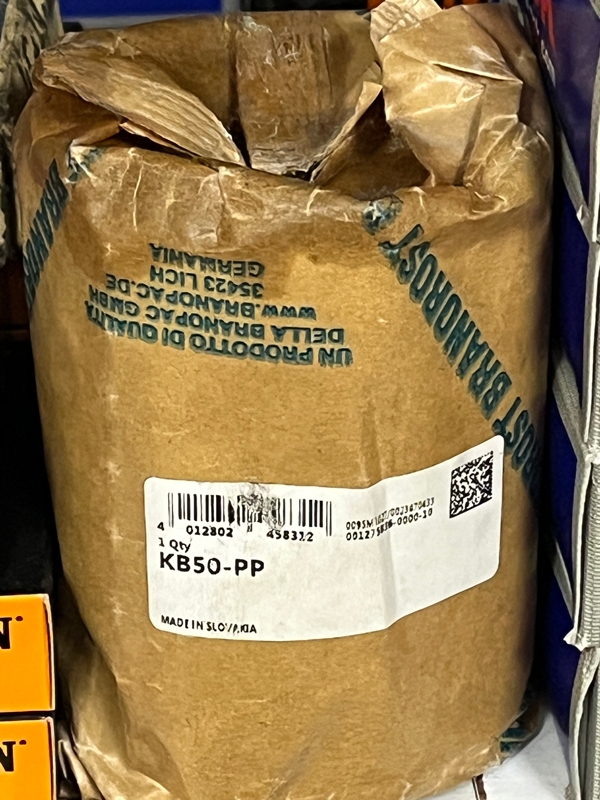 UN PRODOTTO DI QUALITÀ
DELLA BRANOPAC GMBH
WWW.BRANOPAC.DE
35423 LICH
GERMANIA
BRANOROST
BRANOROST
4 012802 458312
1 Qty
KB50-PP
MADE IN SLOVAKIA
N
N